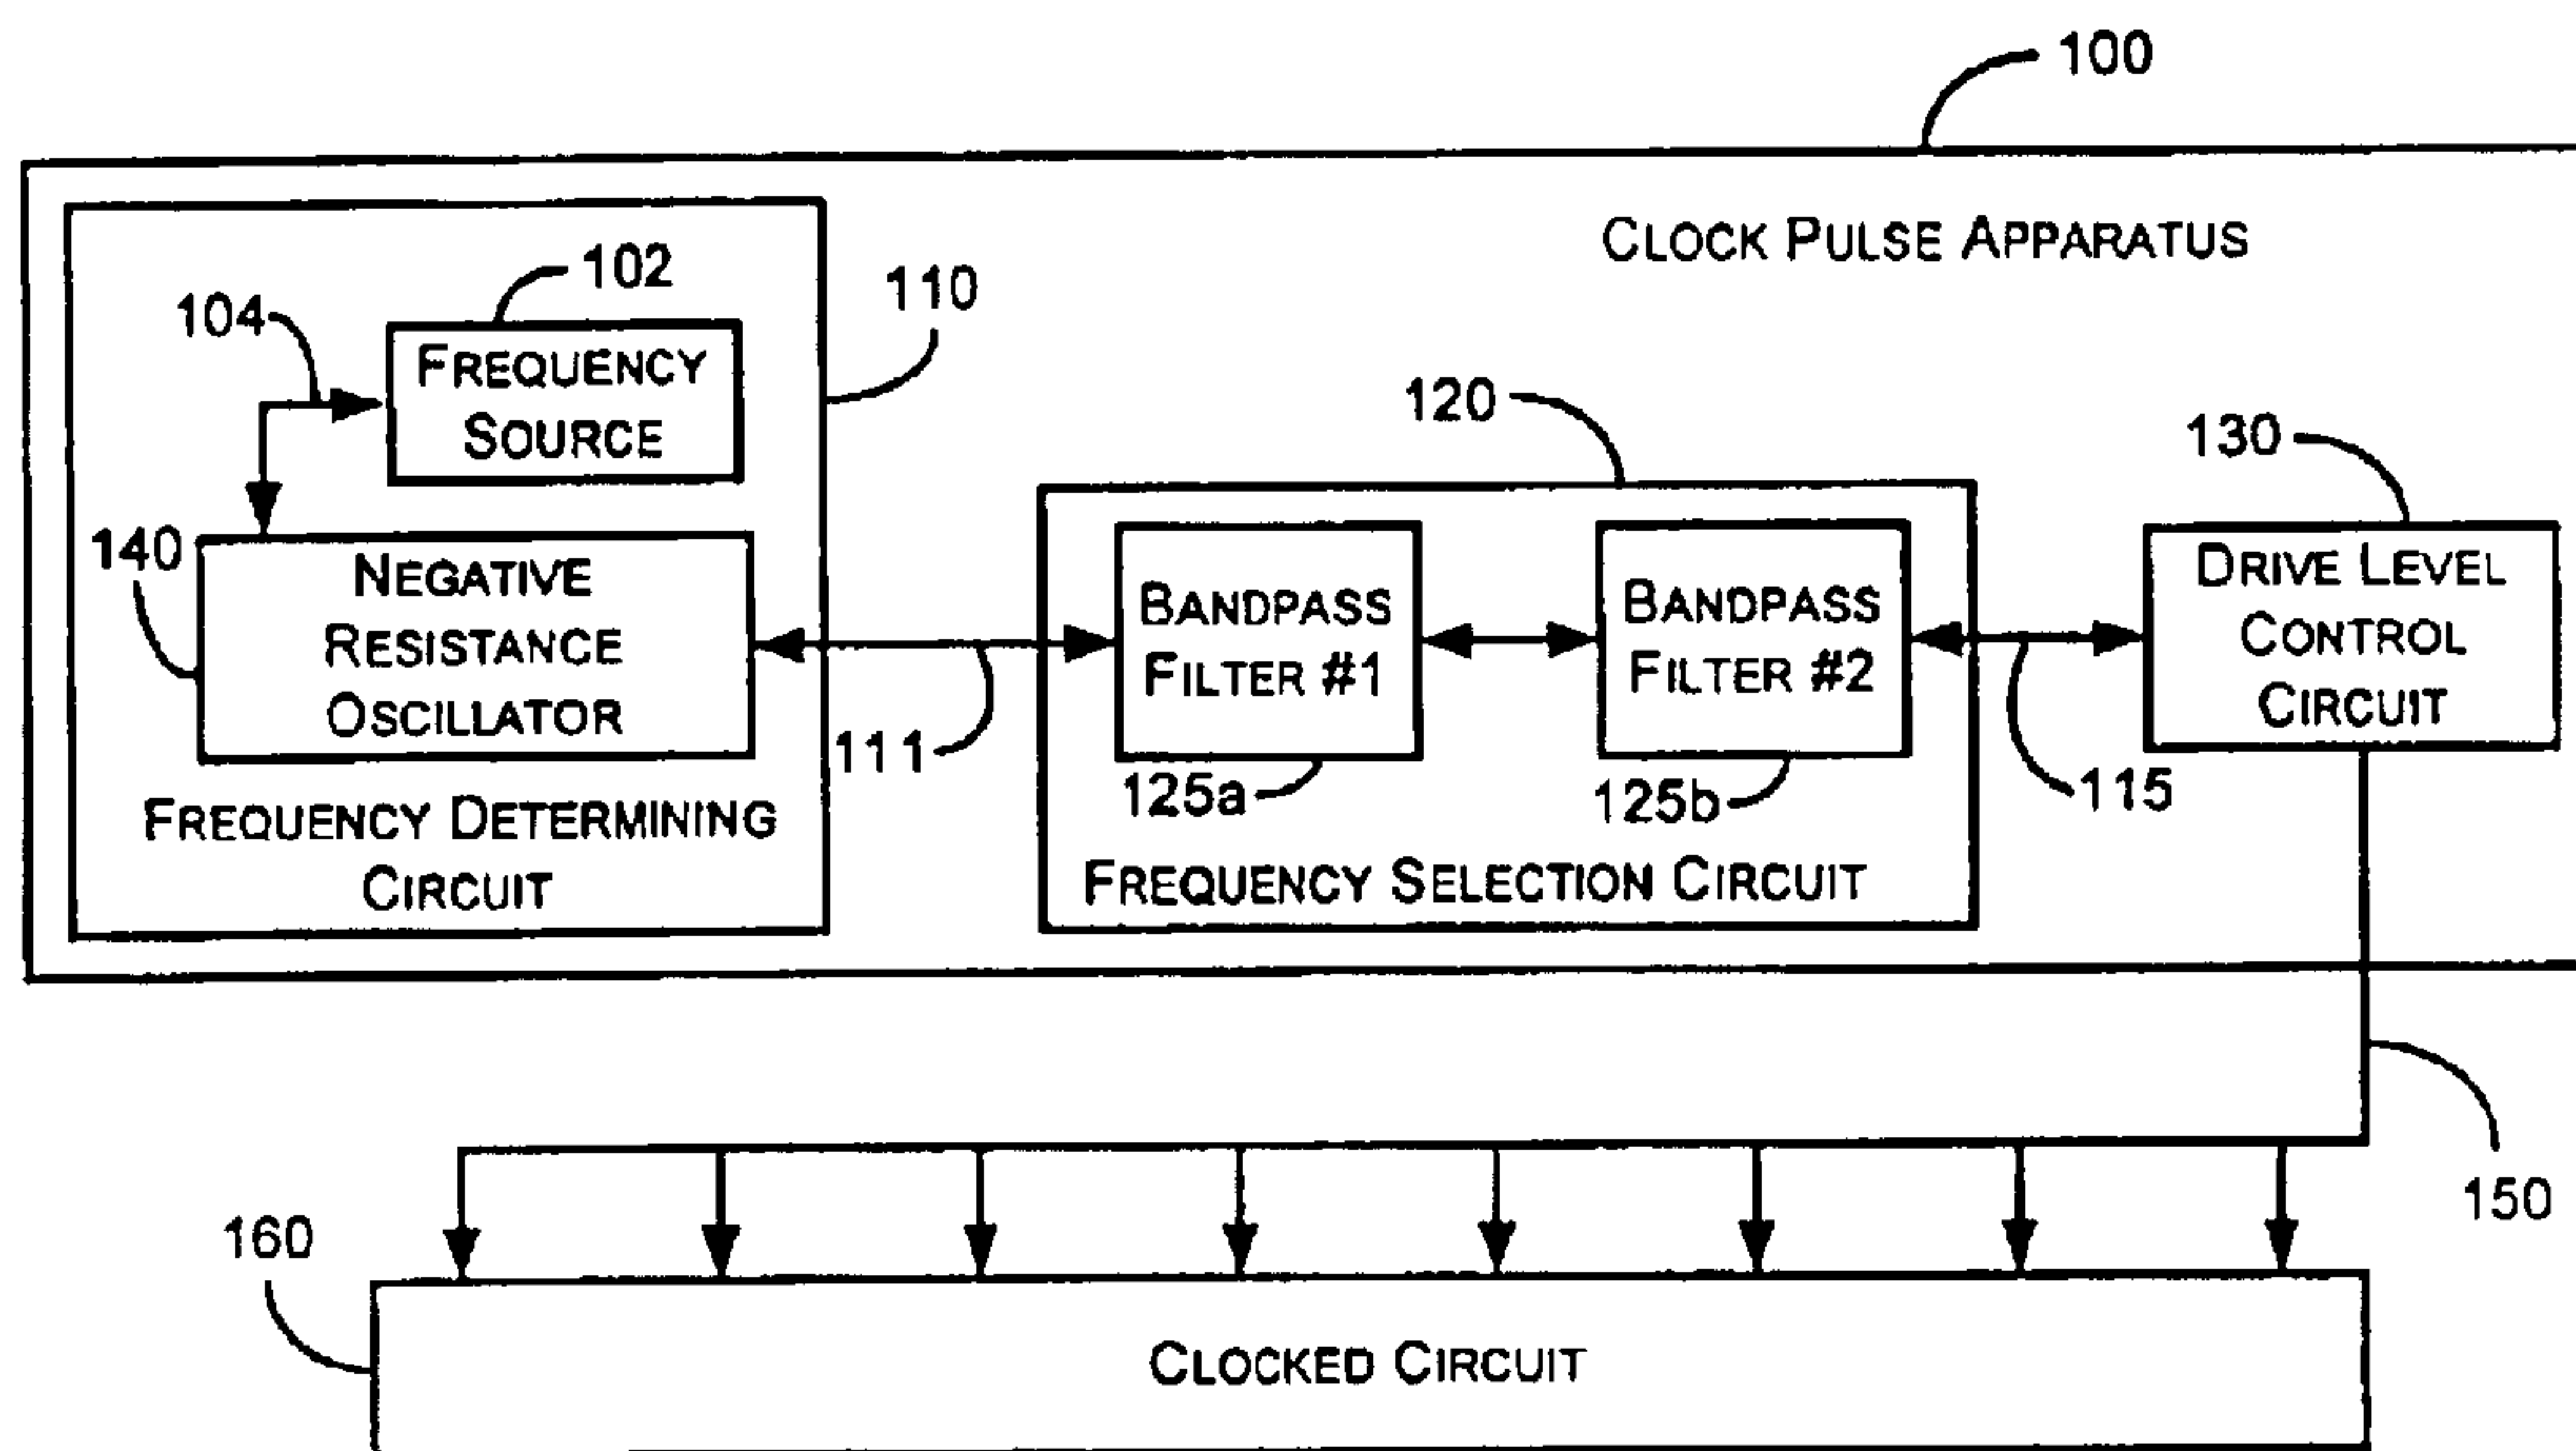 100
CLOCK PULSE APPARATUS
102
104
110
FREQUENCY
SOURCE
120
130
140
NEGATIVE
RESISTANCE
OSCILLATOR
BANDPASS
FILTER #1
BANDPASS
FILTER #2
DRIVE LEVEL
CONTROL
CIRCUIT
111
125a
125b
115
FREQUENCY DETERMINING
CIRCUIT
FREQUENCY SELECTION CIRCUIT
150
160
CLOCKED CIRCUIT